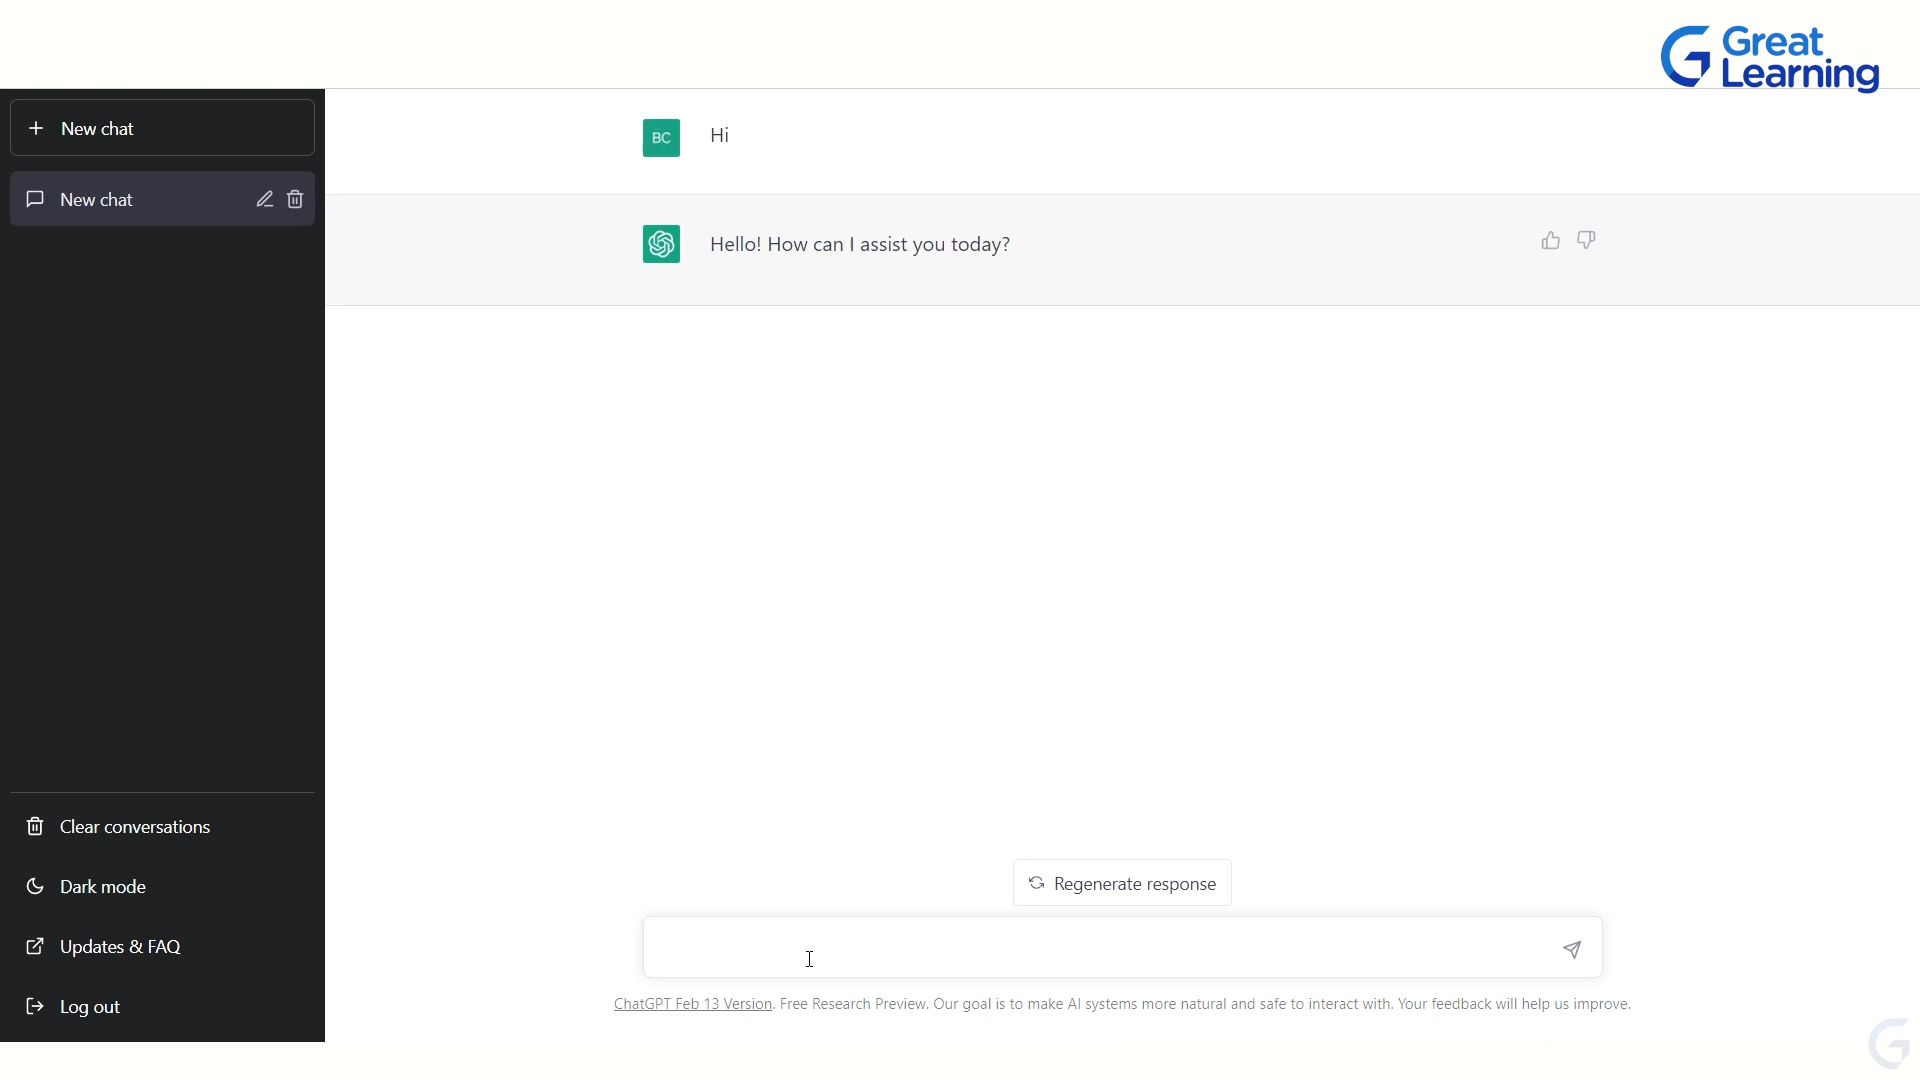 Great
Learning
New chat
New chat
Clear conversations
Dark mode
Updates & FAQ
Log out
BC
Hi
Hello! How can I assist you today?
Regenerate response
ChatGPT Feb 13 Version. Free Research Preview. Our goal is to make AI systems more natural and safe to interact with. Your feedback will help us improve.